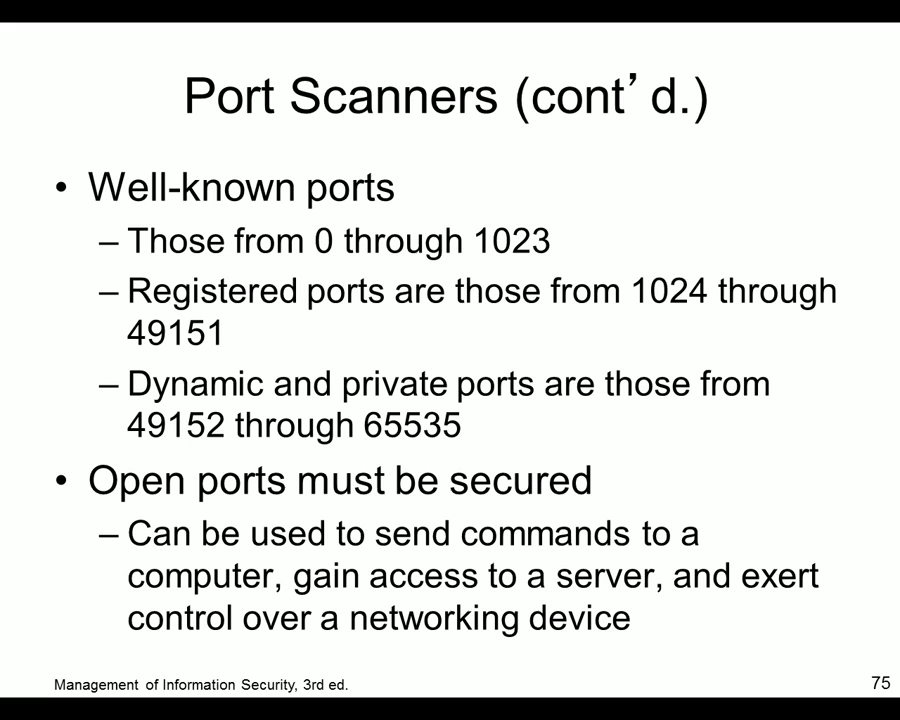 Port Scanners (cont’ d.)
• Well-known ports
– Those from 0 through 1023
– Registered ports are those from 1024 through
49151
– Dynamic and private ports are those from
49152 through 65535
• Open ports must be secured
– Can be used to send commands to a
computer, gain access to a server, and exert
control over a networking device
Management of Information Security, 3rd ed.
75